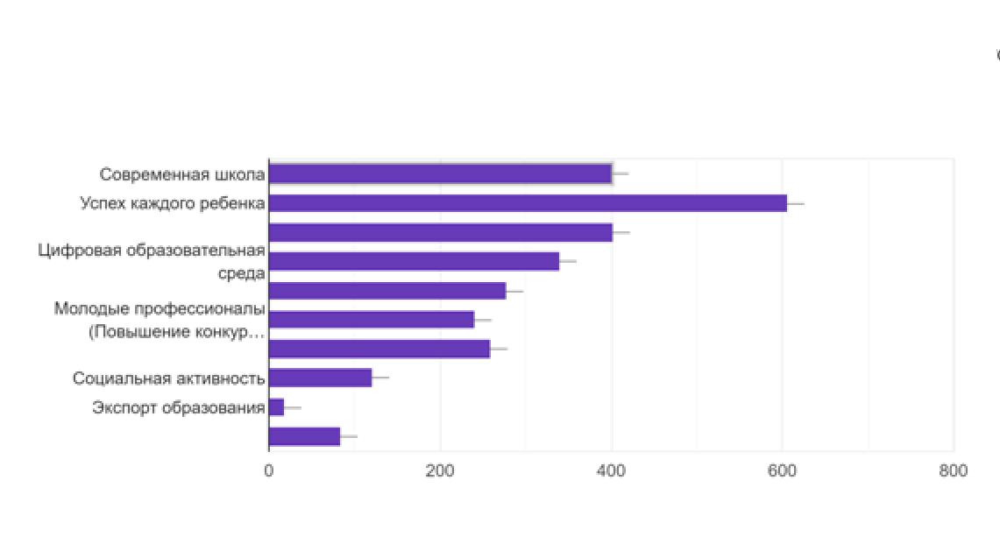 Современная школа
Успех каждого ребенка
Цифровая образовательная
среда
Молодые профессионалы
(Повышение конкур…
Социальная активность
Экспорт образования
0 200 400 600 800